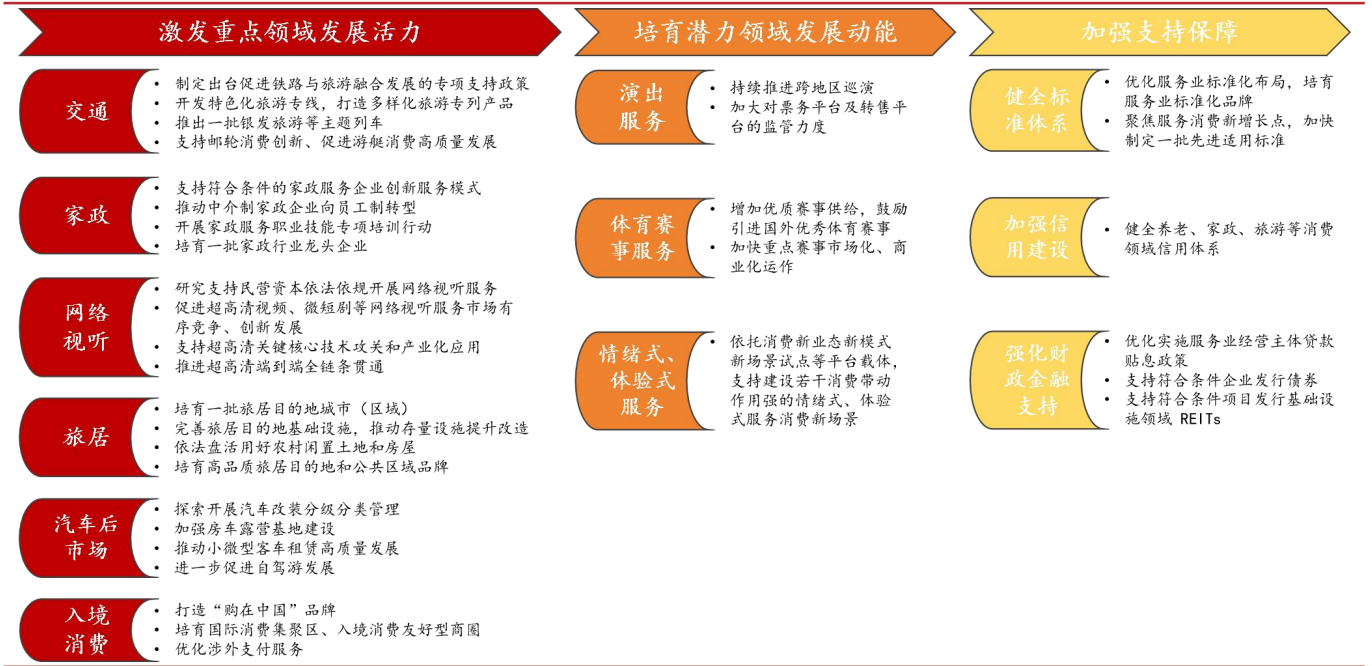 激发重点领域发展活力
交通
• 制定出台促进铁路与旅游融合发展的专项支持政策
• 开发特色化旅游专线，打造多样化旅游专列产品
• 推出一批银发旅游等主题列车
• 支持邮轮消费创新、促进游艇消费高质量发展
家政
• 支持符合条件的家政服务企业创新服务模式
• 推动中介制家政企业向员工制转型
• 开展家政服务职业技能专项培训行动
• 培育一批家政行业龙头企业
网络
视听
• 研究支持民营资本依法依规开展网络视听服务
• 促进超高清视频、微短剧等网络视听服务市场有
序竞争、创新发展
• 支持超高清关键核心技术攻关和产业化应用
• 推进超高清端到端全链条贯通
旅居
• 培育一批旅居目的地城市（区域）
• 完善旅居目的地基础设施，推动存量设施提升改造
• 依法盘活用好农村闲置土地和房屋
• 培育高品质旅居目的地和公共区域品牌
汽车后
市场
• 探索开展汽车改装分级分类管理
• 加强房车露营基地建设
• 推动小微型客车租赁高质量发展
• 进一步促进自驾游发展
入境
消费
• 打造“购在中国”品牌
• 培育国际消费集聚区、入境消费友好型商圈
• 优化涉外支付服务
培育潜力领域发展动能
演出
服务
• 持续推进跨地区巡演
• 加大对票务平台及转售平
台的监管力度
体育赛
事服务
• 增加优质赛事供给，鼓励
引进国外优秀体育赛事
• 加快重点赛事市场化、商
业化运作
情绪式、
体验式
服务
• 依托消费新业态新模式
新场景试点等平台载体，
支持建设若干消费带动
作用强的情绪式、体验
式服务消费新场景
加强支持保障
健全标
准体系
• 优化服务业标准化布局，培育
服务业标准化品牌
• 聚焦服务消费新增长点，加快
制定一批先进适用标准
加强信
用建设
• 健全养老、家政、旅游等消费
领域信用体系
强化财
政金融
支持
• 优化实施服务业经营主体贷款
贴息政策
• 支持符合条件企业发行债券
• 支持符合条件项目发行基础设
施领域 REITs